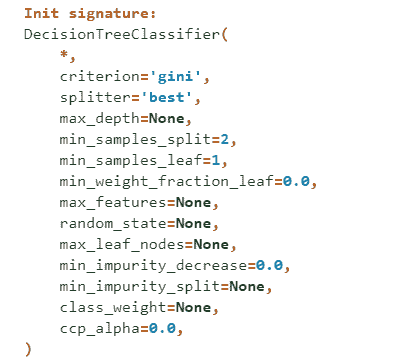 Init signature:
DecisionTreeClassifier(
    *,
    criterion='gini',
    splitter='best',
    max_depth=None,
    min_samples_split=2,
    min_samples_leaf=1,
    min_weight_fraction_leaf=0.0,
    max_features=None,
    random_state=None,
    max_leaf_nodes=None,
    min_impurity_decrease=0.0,
    min_impurity_split=None,
    class_weight=None,
    ccp_alpha=0.0,
)